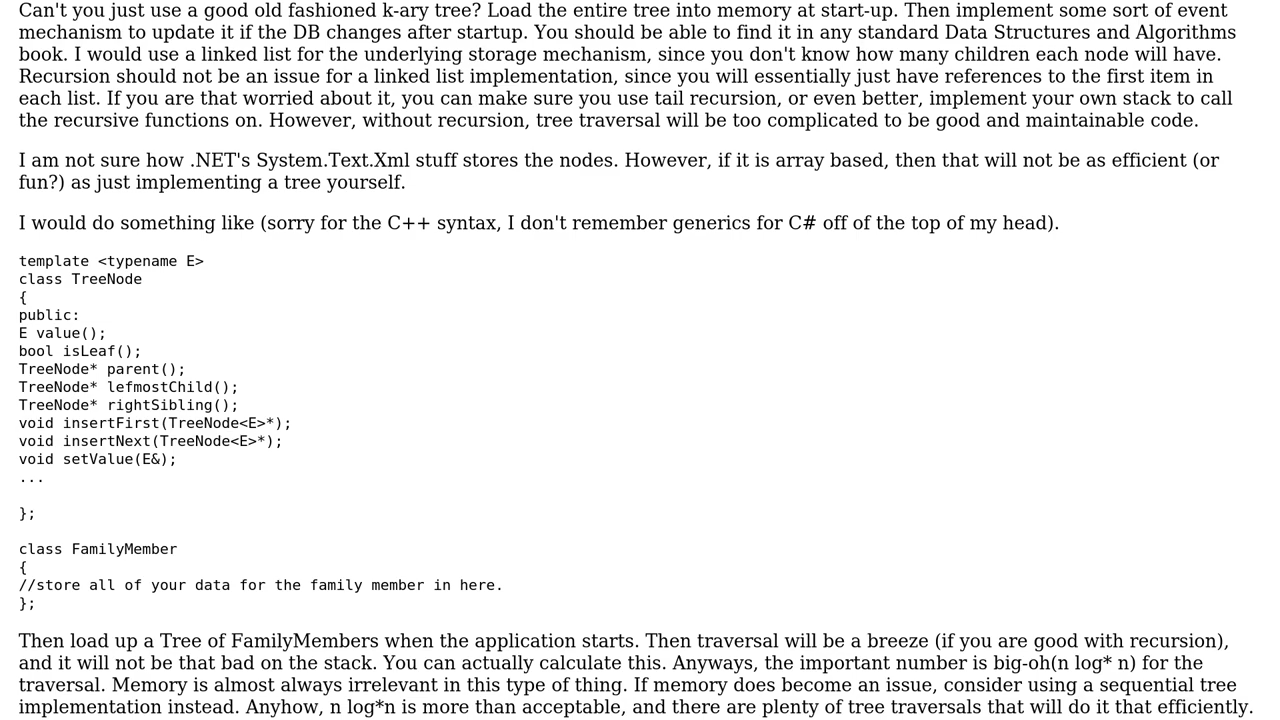 Can't you just use a good old fashioned k-ary tree? Load the entire tree into memory at start-up. Then implement some sort of event
mechanism to update it if the DB changes after startup. You should be able to find it in any standard Data Structures and Algorithms
book. I would use a linked list for the underlying storage mechanism, since you don't know how many children each node will have.
Recursion should not be an issue for a linked list implementation, since you will essentially just have references to the first item in
each list. If you are that worried about it, you can make sure you use tail recursion, or even better, implement your own stack to call
the recursive functions on. However, without recursion, tree traversal will be too complicated to be good and maintainable code.
I am not sure how .NET's System.Text.Xml stuff stores the nodes. However, if it is array based, then that will not be as efficient (or
fun?) as just implementing a tree yourself.
I would do something like (sorry for the C++ syntax, I don't remember generics for C# off of the top of my head).
template <typename E>
class TreeNode
{
public:
E value();
bool isLeaf();
TreeNode* parent();
TreeNode* lefmostChild();
TreeNode* rightSibling();
void insertFirst(TreeNode<E>*);
void insertNext(TreeNode<E>*);
void setValue(E&);
...
};
class FamilyMember
{
//store all of your data for the family member in here.
};
Then load up a Tree of FamilyMembers when the application starts. Then traversal will be a breeze (if you are good with recursion),
and it will not be that bad on the stack. You can actually calculate this. Anyways, the important number is big-oh(n log* n) for the
traversal. Memory is almost always irrelevant in this type of thing. If memory does become an issue, consider using a sequential tree
implementation instead. Anyhow, n log*n is more than acceptable, and there are plenty of tree traversals that will do it that efficiently.